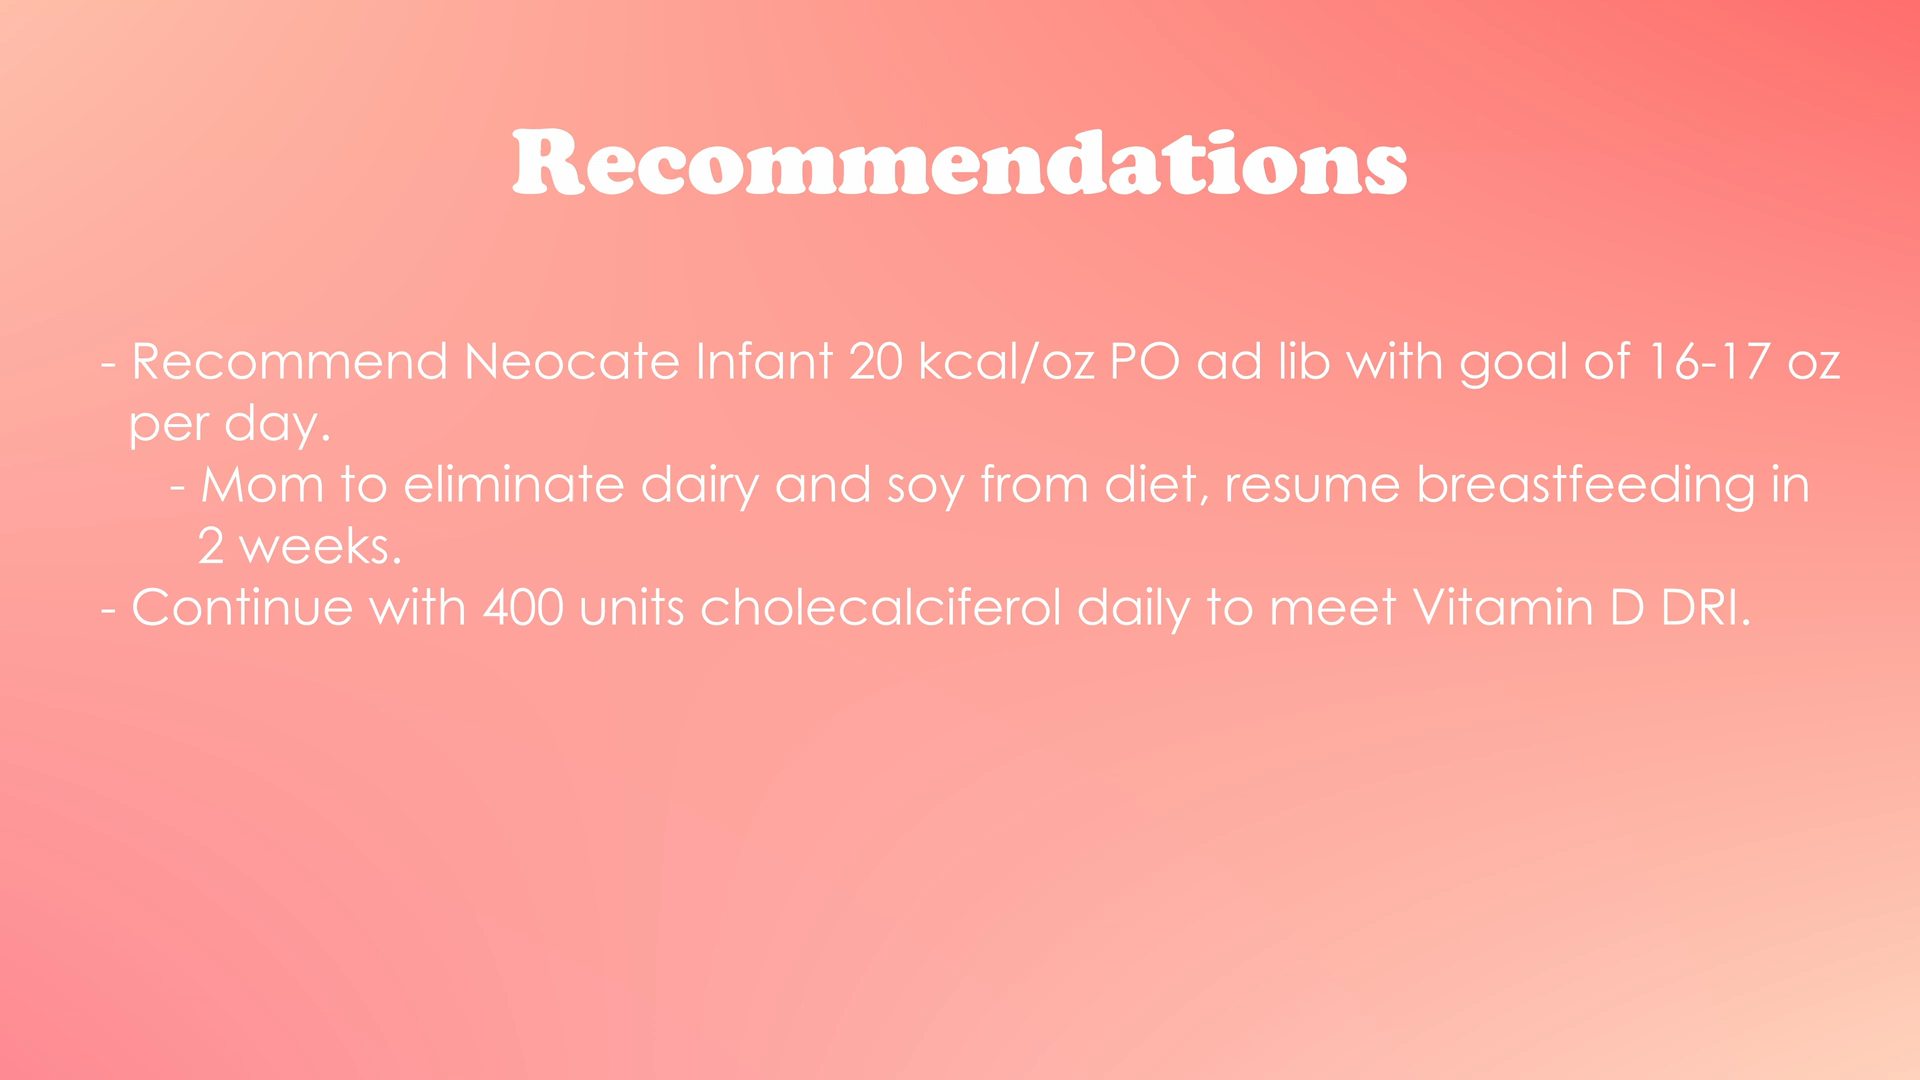 Recommendations
- Recommend Neocate Infant 20 kcal/oz PO ad lib with goal of 16-17 oz
per day.
- Mom to eliminate dairy and soy from diet, resume breastfeeding in
2 weeks.
- Continue with 400 units cholecalciferol daily to meet Vitamin D DRI.